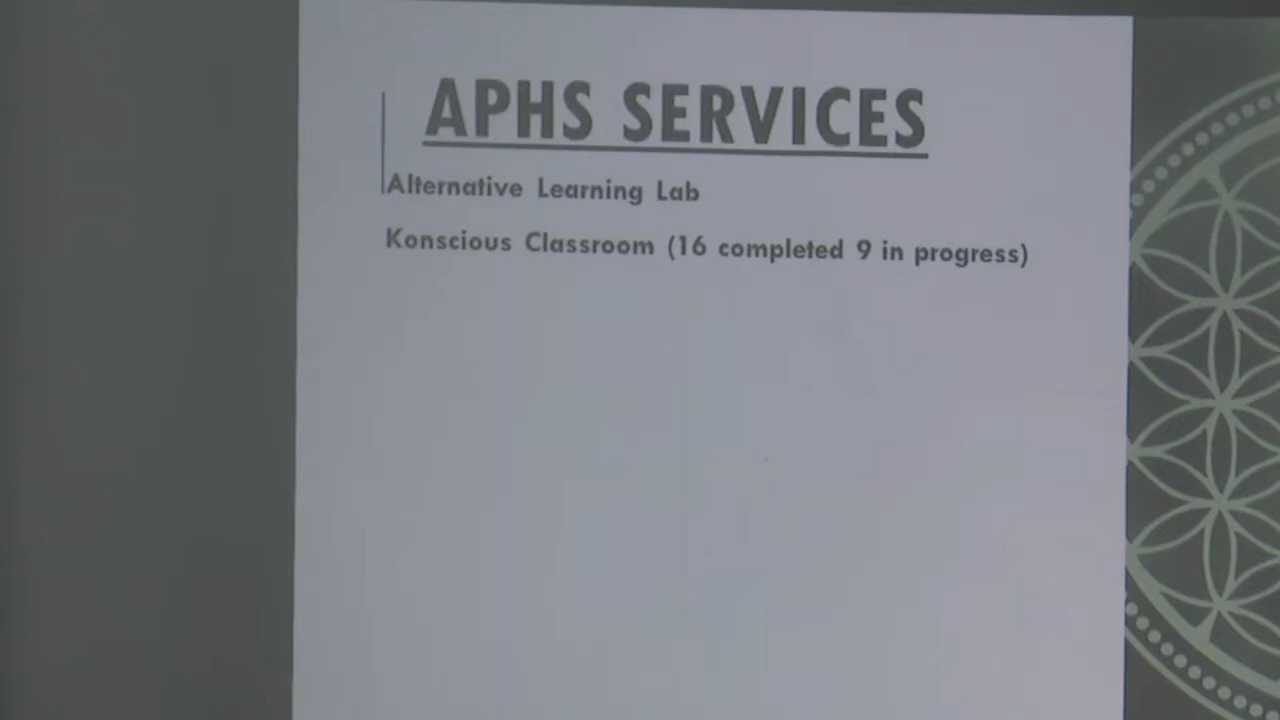 APHS SERVICES
Alternative Learning Lab
Konscious Classroom (16 completed 9 in progress)